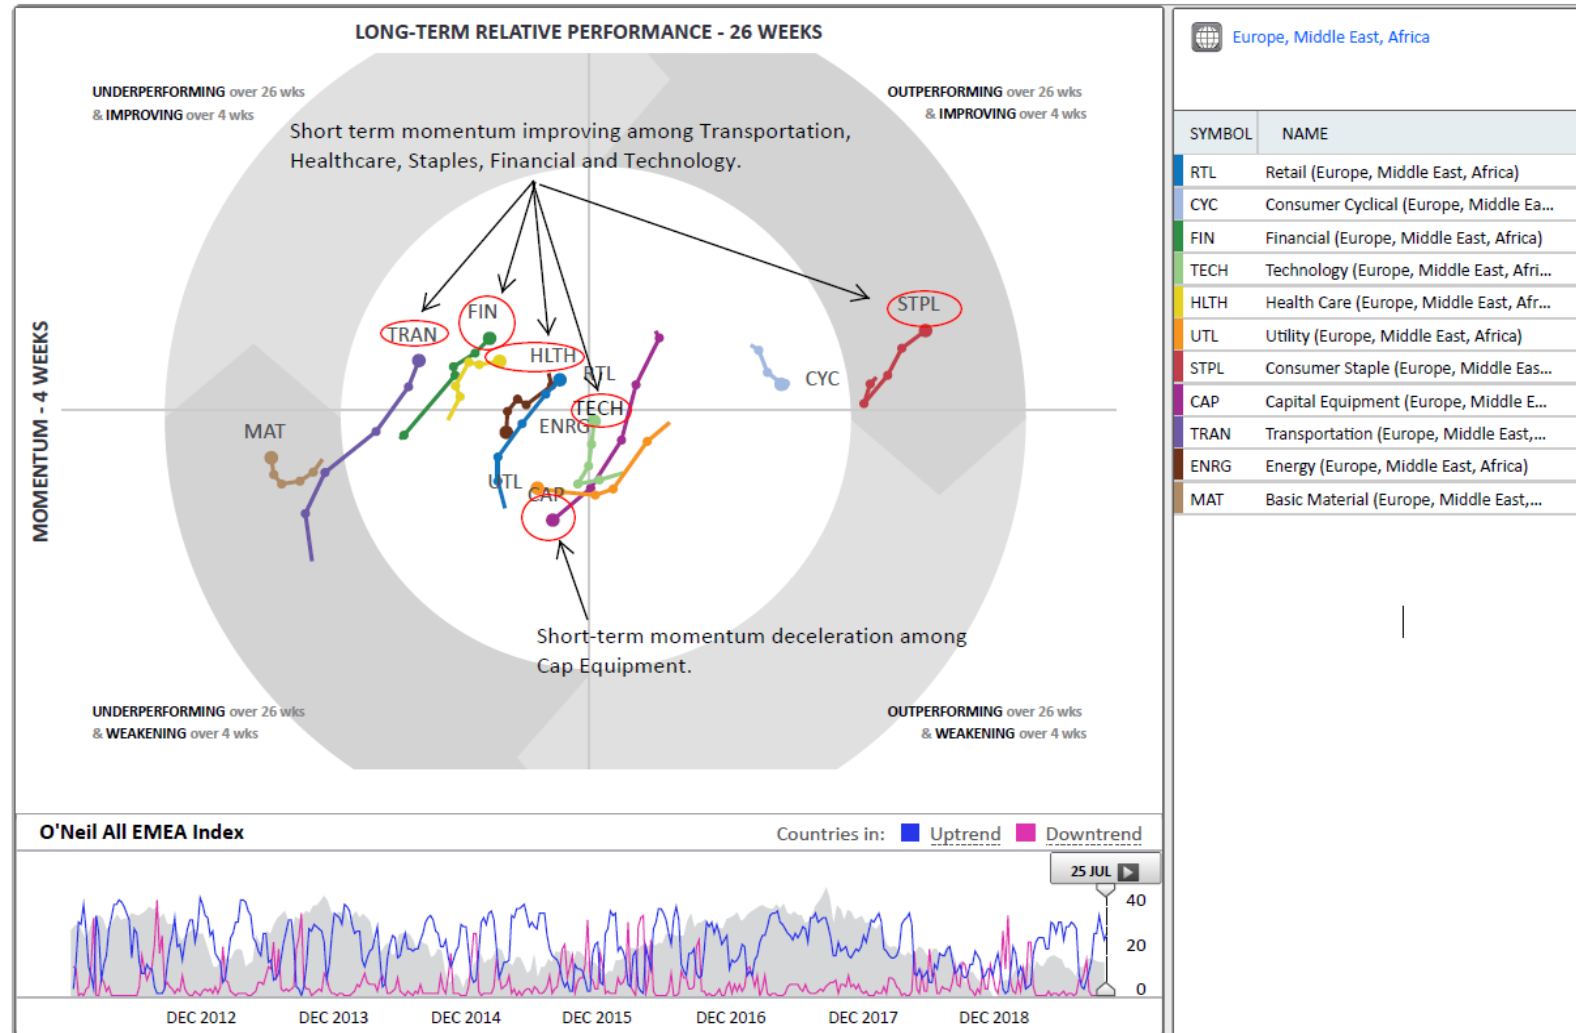 LONG-TERM RELATIVE PERFORMANCE - 26 WEEKS
UNDERPERFORMING over 26 wks
& IMPROVING over 4 wks
OUTPERFORMING over 26 wks
& IMPROVING over 4 wks
Short term momentum improving among Transportation,
Healthcare, Staples, Financial and Technology.
MOMENTUM - 4 WEEKS
STPL
FIN
TRAN
HLTH
RTL
CYC
TECH
ENRG
MAT
UTL
CAP
Short-term momentum deceleration among
Cap Equipment.
UNDERPERFORMING over 26 wks
& WEAKENING over 4 wks
OUTPERFORMING over 26 wks
& WEAKENING over 4 wks
Europe, Middle East, Africa
SYMBOL NAME
RTL Retail (Europe, Middle East, Africa)
CYC Consumer Cyclical (Europe, Middle Ea...
FIN Financial (Europe, Middle East, Africa)
TECH Technology (Europe, Middle East, Afri...
HLTH Health Care (Europe, Middle East, Afr...
UTL Utility (Europe, Middle East, Africa)
STPL Consumer Staple (Europe, Middle Eas...
CAP Capital Equipment (Europe, Middle E...
TRAN Transportation (Europe, Middle East,...
ENRG Energy (Europe, Middle East, Africa)
MAT Basic Material (Europe, Middle East,...
O'Neil All EMEA Index
Countries in: Uptrend Downtrend
25 JUL
40
20
0
DEC 2012 DEC 2013 DEC 2014 DEC 2015 DEC 2016 DEC 2017 DEC 2018